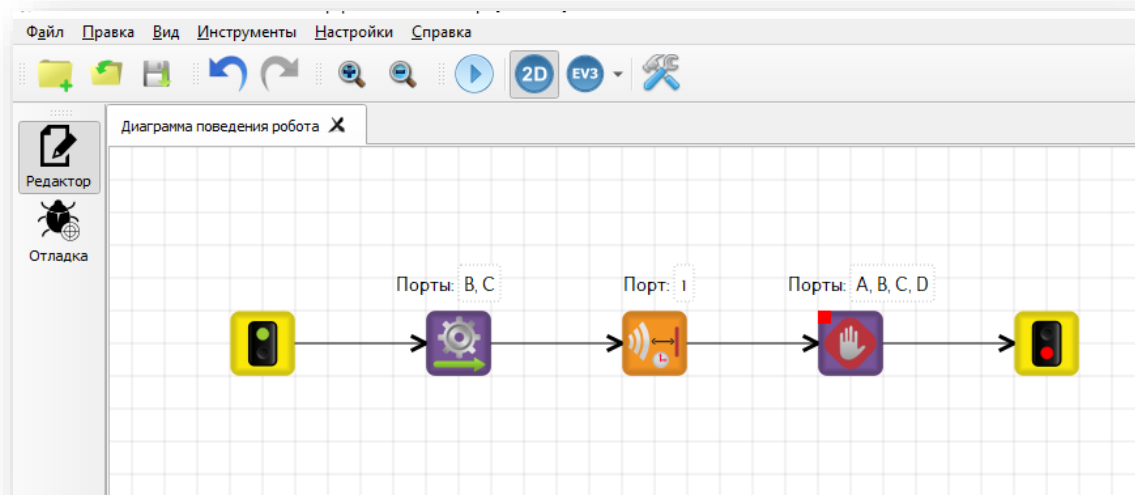 Файл Правка Вид Инструменты Настройки Справка
2D EV3
Диаграмма поведения робота X
Редактор
Отладка
Порты: B, C
Порт: 1
Порты: A, B, C, D